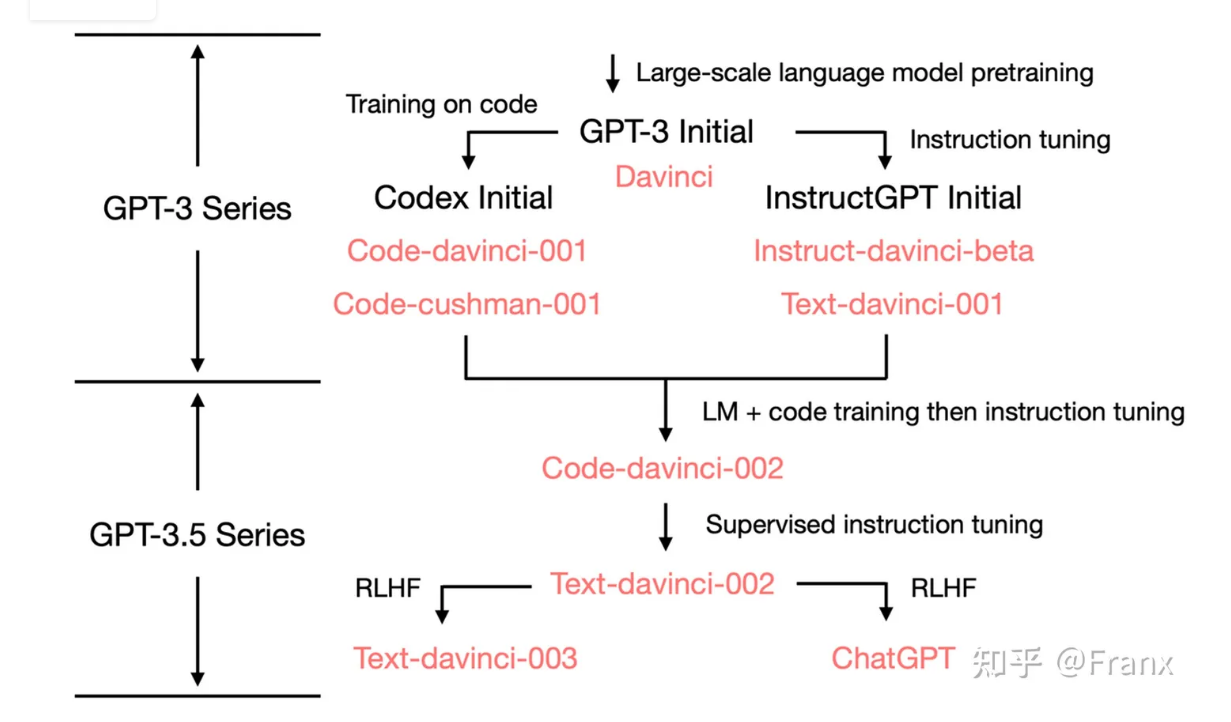 Large-scale language model pretraining
Training on code
GPT-3 Initial
Instruction tuning
Davinci
Codex Initial
InstructGPT Initial
GPT-3 Series
Code-davinci-001
Instruct-davinci-beta
Code-cushman-001
Text-davinci-001
LM + code training then instruction tuning
Code-davinci-002
GPT-3.5 Series
Supervised instruction tuning
RLHF
Text-davinci-002
RLHF
Text-davinci-003
ChatGPT
知乎 @Franx